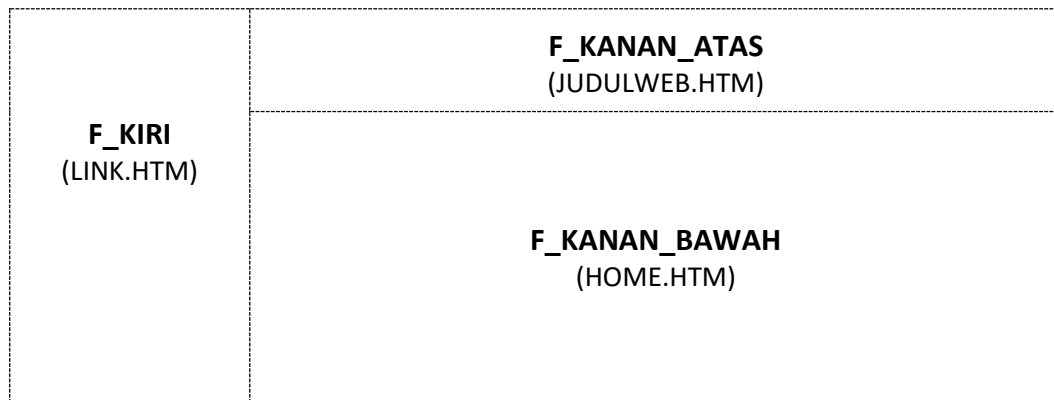 F_KIRI
(LINK.HTM)
F_KANAN_ATAS
(JUDULWEB.HTM)
F_KANAN_BAWAH
(HOME.HTM)